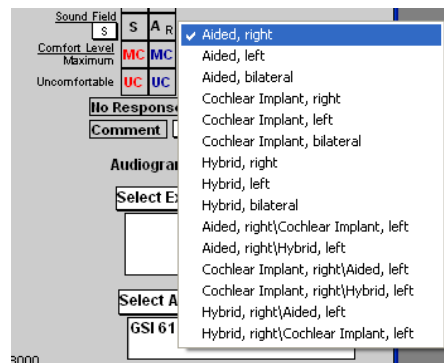 Sound Field
S
S
A R
Comfort Level
Maximum
MC
MC
Uncomfortable
UC
UC
No Response
Comment
Audiogra
Select E
Select A
GSI 61
8000
✓ Aided, right
Aided, left
Aided, bilateral
Cochlear Implant, right
Cochlear Implant, left
Cochlear Implant, bilateral
Hybrid, right
Hybrid, left
Hybrid, bilateral
Aided, right\Cochlear Implant, left
Aided, right\Hybrid, left
Cochlear Implant, right\Aided, left
Cochlear Implant, right\Hybrid, left
Hybrid, right\Aided, left
Hybrid, right\Cochlear Implant, left